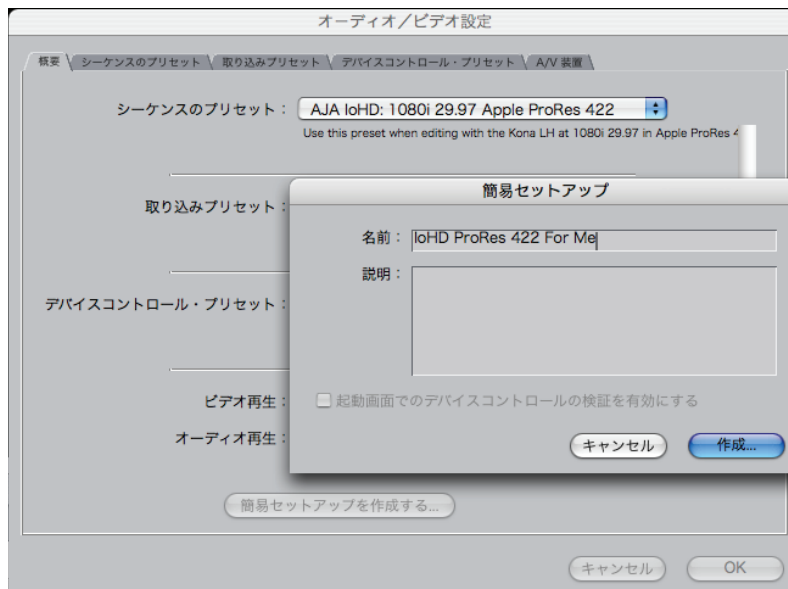 オーディオ／ビデオ設定
概要 シーケンスのプリセット 取り込みプリセット デバイスコントロール・プリセット A/V 装置
シーケンスのプリセット： AJA IoHD: 1080i 29.97 Apple ProRes 422
Use this preset when editing with the Kona LH at 1080i 29.97 in Apple ProRes 4
簡易セットアップ
取り込みプリセット：
名前： IoHD ProRes 422 For Me
説明：
デバイスコントロール・プリセット：
ビデオ再生：
起動画面でのデバイスコントロールの検証を有効にする
オーディオ再生：
キャンセル 作成...
簡易セットアップを作成する...
キャンセル OK